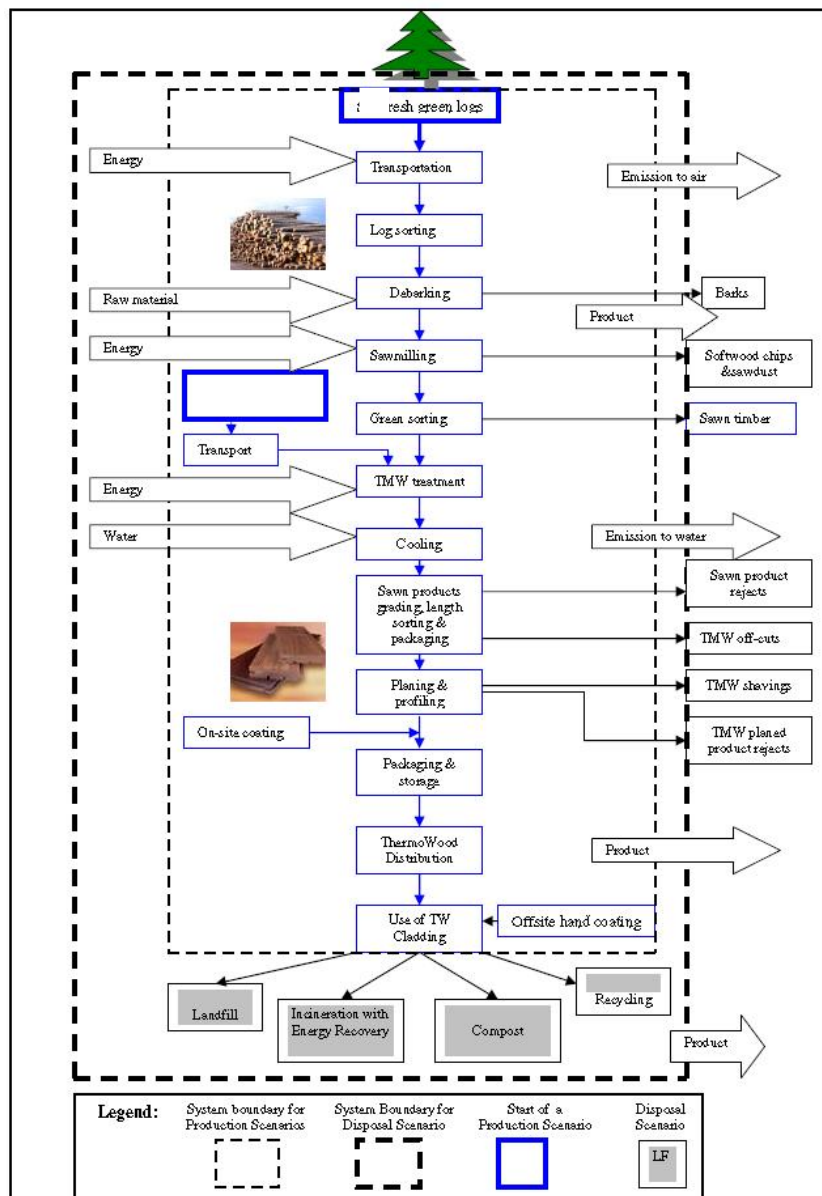 resh green logs
Energy
Transportation
Emission to air
Log sorting
Raw material
Debarking
Barks
Product
Energy
Sawmilling
Softwood chips
&sawdust
Green sorting
Sawn timber
Transport
Energy
TMW treatment
Water
Cooling
Emission to water
Sawn products
grading, length
sorting &
packaging
Sawn product
rejects
TMW off-cuts
Planing &
profiling
TMW shavings
TMW planed
product rejects
On-site coating
Packaging &
storage
ThermoWood
Distribution
Product
Use of TW
Cladding
Offsite hand coating
Landfill
Incineration with
Energy Recovery
Compost
Recycling
Product
Legend:
System boundary for
Production Scenarios
System Boundary for
Disposal Scenario
Start of a
Production Scenario
Disposal
Scenario
LF